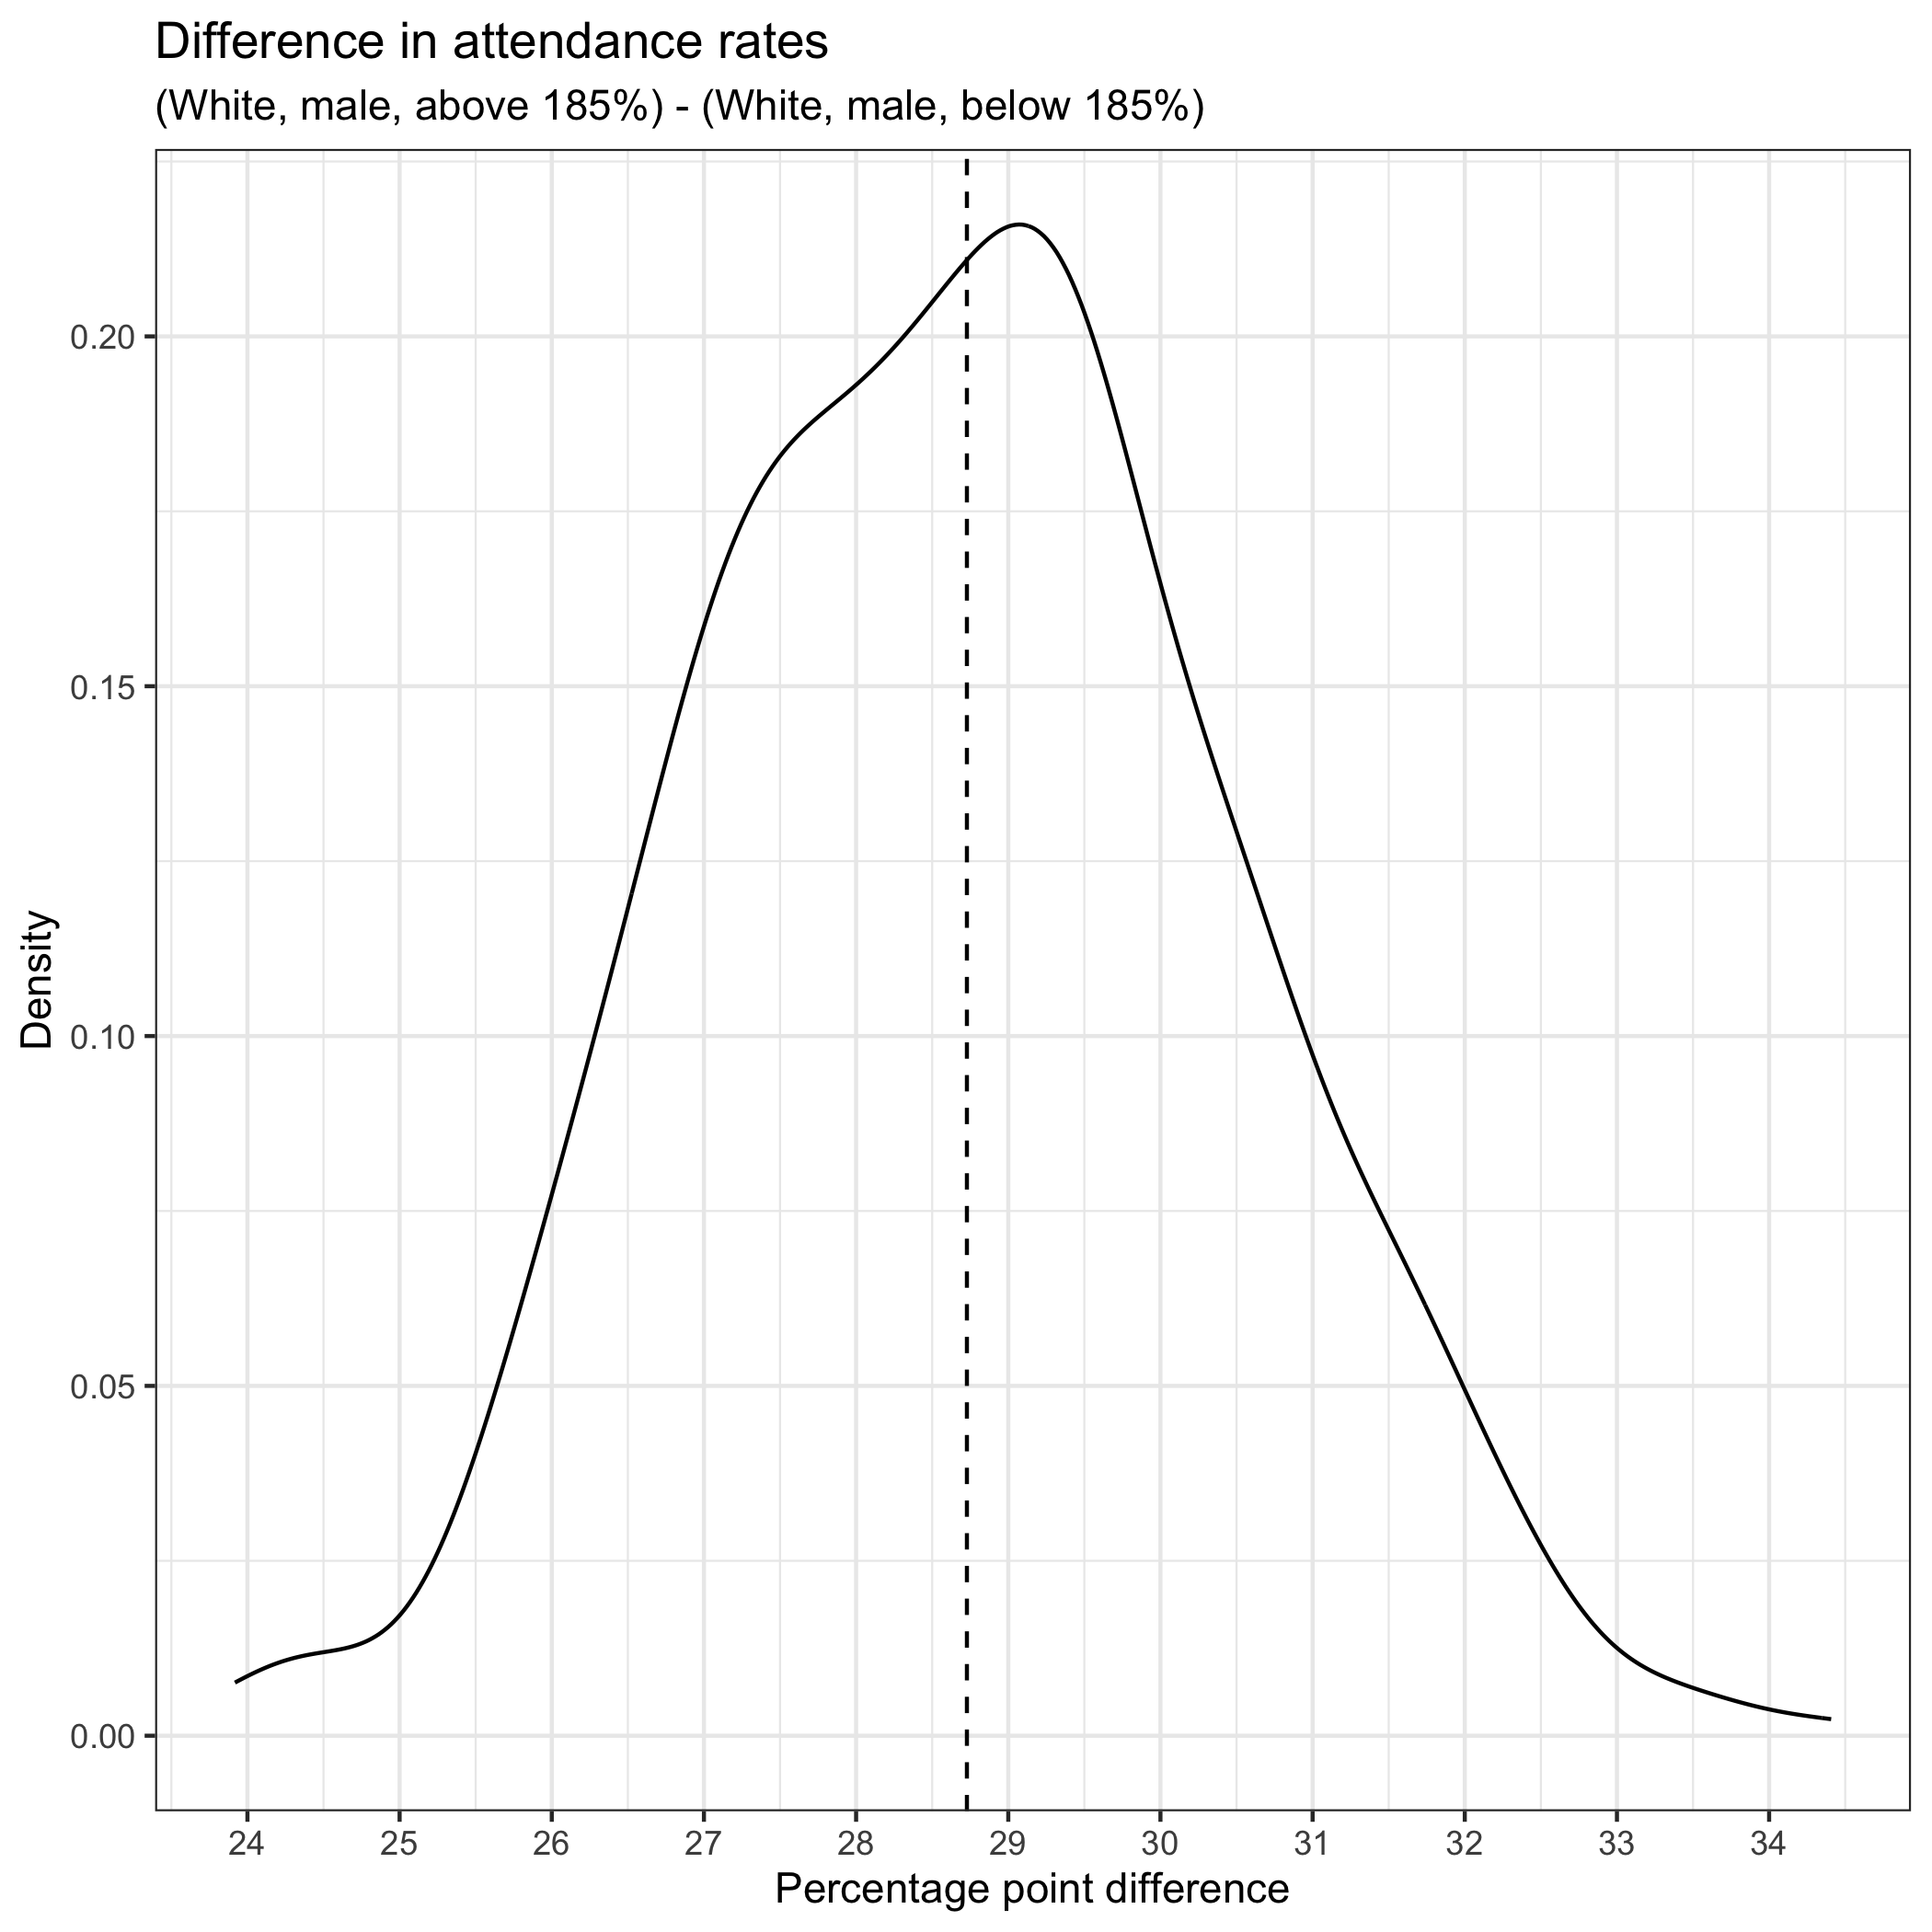 Difference in attendance rates
(White, male, above 185%) - (White, male, below 185%)
Density
0.20
0.15
0.10
0.05
0.00
24 25 26 27 28 29 30 31 32 33 34
Percentage point difference